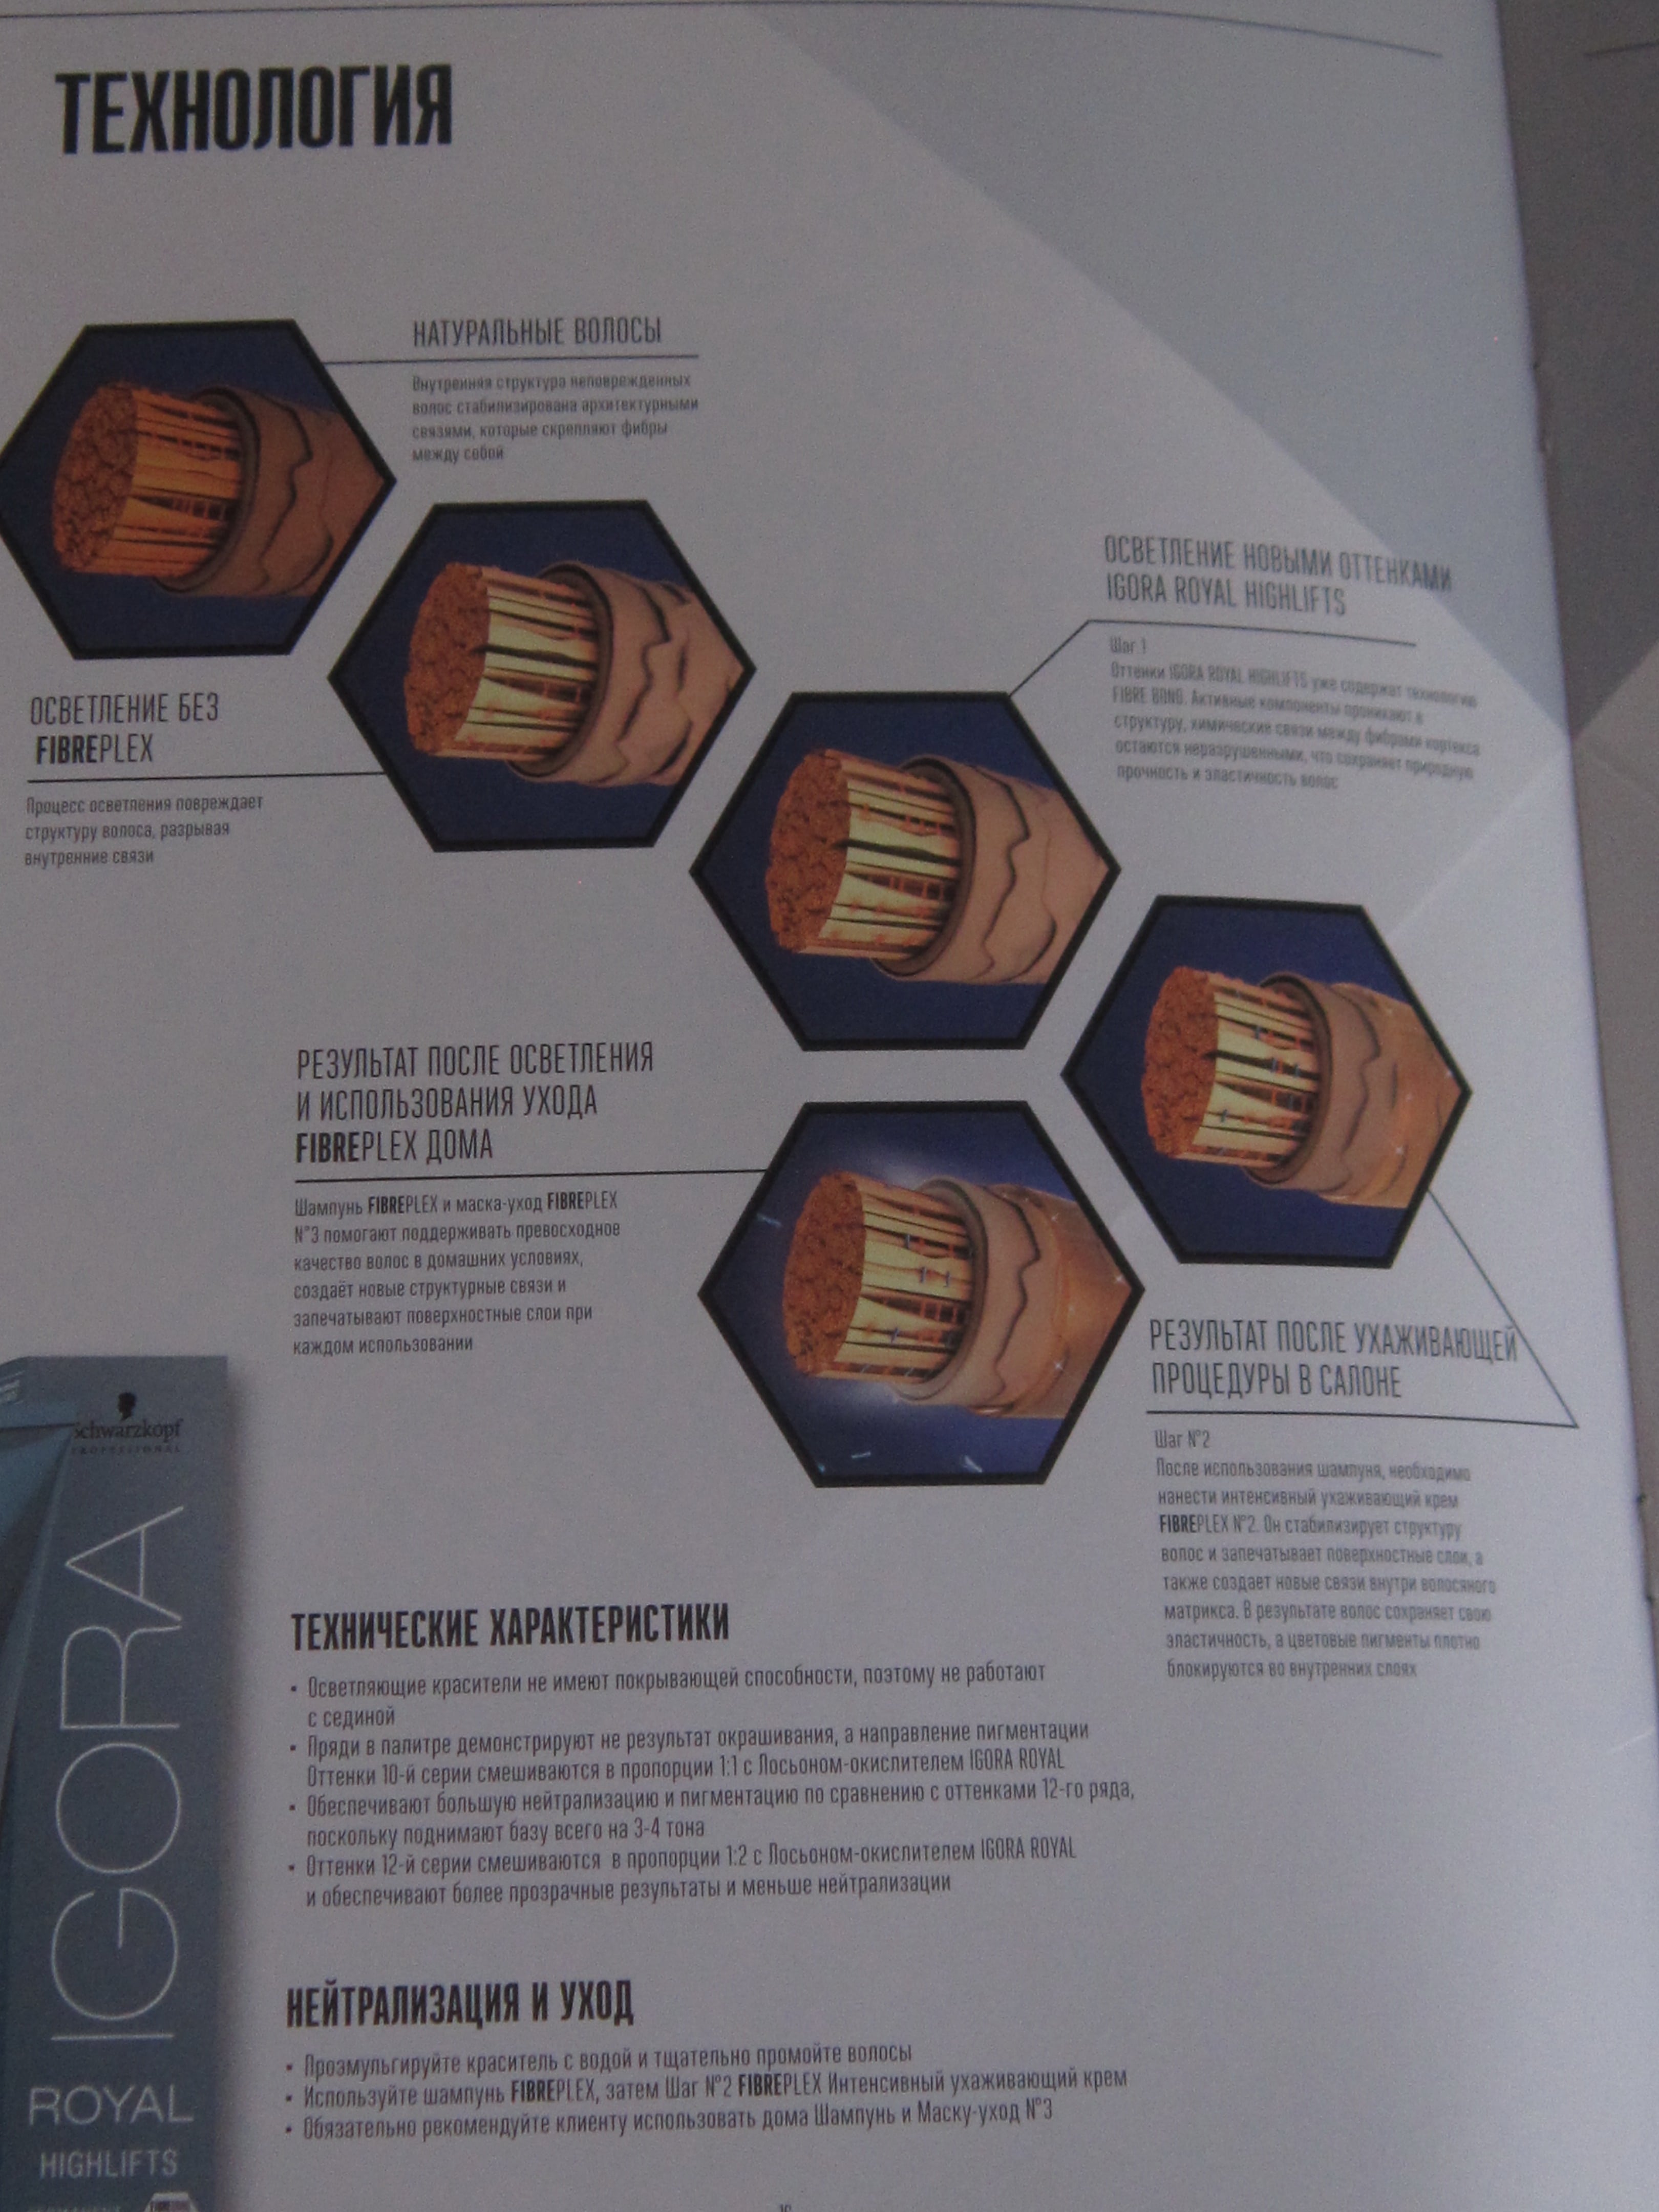 ТЕХНОЛОГИЯ
НАТУРАЛЬНЫЕ ВОЛОСЫ
Внутренняя структура неповрежденных
волос стабилизирована архитектурными
связями, которые скрепляют фибры
между собой
ОСВЕТЛЕНИЕ БЕЗ
FIBREPLEX
Процесс осветления повреждает
структуру волоса, разрывая
внутренние связи
ОСВЕТЛЕНИЕ НОВЫМИ ОТТЕНКАМИ
IGORA ROYAL HIGHLIFTS
Шаг 1
Оттенки IGORA ROYAL HIGHLIFTS уже содержат технологию
FIBRE BOND. Активные компоненты проникают в
структуру, химические связи между фибрами кортекса
остаются неразрушенными, что сохраняет природную
прочность и эластичность волос
РЕЗУЛЬТАТ ПОСЛЕ ОСВЕТЛЕНИЯ
И ИСПОЛЬЗОВАНИЯ УХОДА
FIBREPLEX ДОМА
Шампунь FIBREPLEX и маска-уход FIBREPLEX
N°3 помогают поддерживать превосходное
качество волос в домашних условиях,
создаёт новые структурные связи и
запечатывают поверхностные слои при
каждом использовании
РЕЗУЛЬТАТ ПОСЛЕ УХАЖИВАЮЩЕЙ
ПРОЦЕДУРЫ В САЛОНЕ
Шаг N°2
После использования шампуня, необходимо
нанести интенсивный ухаживающий крем
FIBREPLEX N°2. Он стабилизирует структуру
волос и запечатывает поверхностные слои, а
также создает новые связи внутри волосяного
матрикса. В результате волос сохраняет свою
эластичность, а цветовые пигменты плотно
блокируются во внутренних слоях
Schwarzkopf
PROFESSIONAL
IGORA
ROYAL
HIGHLIFTS
ТЕХНИЧЕСКИЕ ХАРАКТЕРИСТИКИ
• Осветляющие красители не имеют покрывающей способности, поэтому не работают
с сединой
• Пряди в палитре демонстрируют не результат окрашивания, а направление пигментации
Оттенки 10-й серии смешиваются в пропорции 1:1 с Лосьоном-окислителем IGORA ROYAL
• Обеспечивают большую нейтрализацию и пигментацию по сравнению с оттенками 12-го ряда,
поскольку поднимают базу всего на 3-4 тона
• Оттенки 12-й серии смешиваются в пропорции 1:2 с Лосьоном-окислителем IGORA ROYAL
и обеспечивают более прозрачные результаты и меньше нейтрализации
НЕЙТРАЛИЗАЦИЯ И УХОД
• Проэмульгируйте краситель с водой и тщательно промойте волосы
• Используйте шампунь FIBREPLEX, затем Шаг N°2 FIBREPLEX Интенсивный ухаживающий крем
• Обязательно рекомендуйте клиенту использовать дома Шампунь и Маску-уход N°3